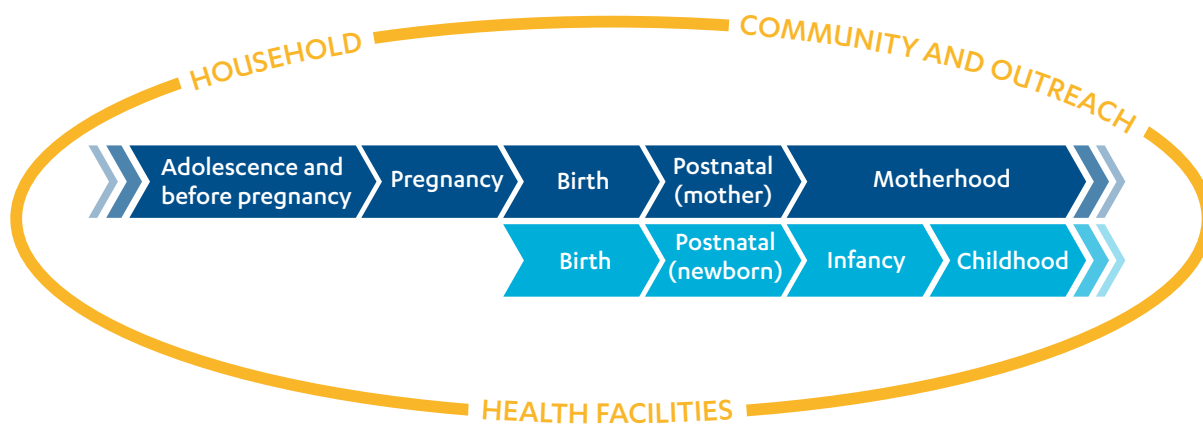 HOUSEHOLD
COMMUNITY AND OUTREACH
Adolescence and
before pregnancy
Pregnancy
Birth
Postnatal
(mother)
Motherhood
Birth
Postnatal
(newborn)
Infancy
Childhood
HEALTH FACILITIES